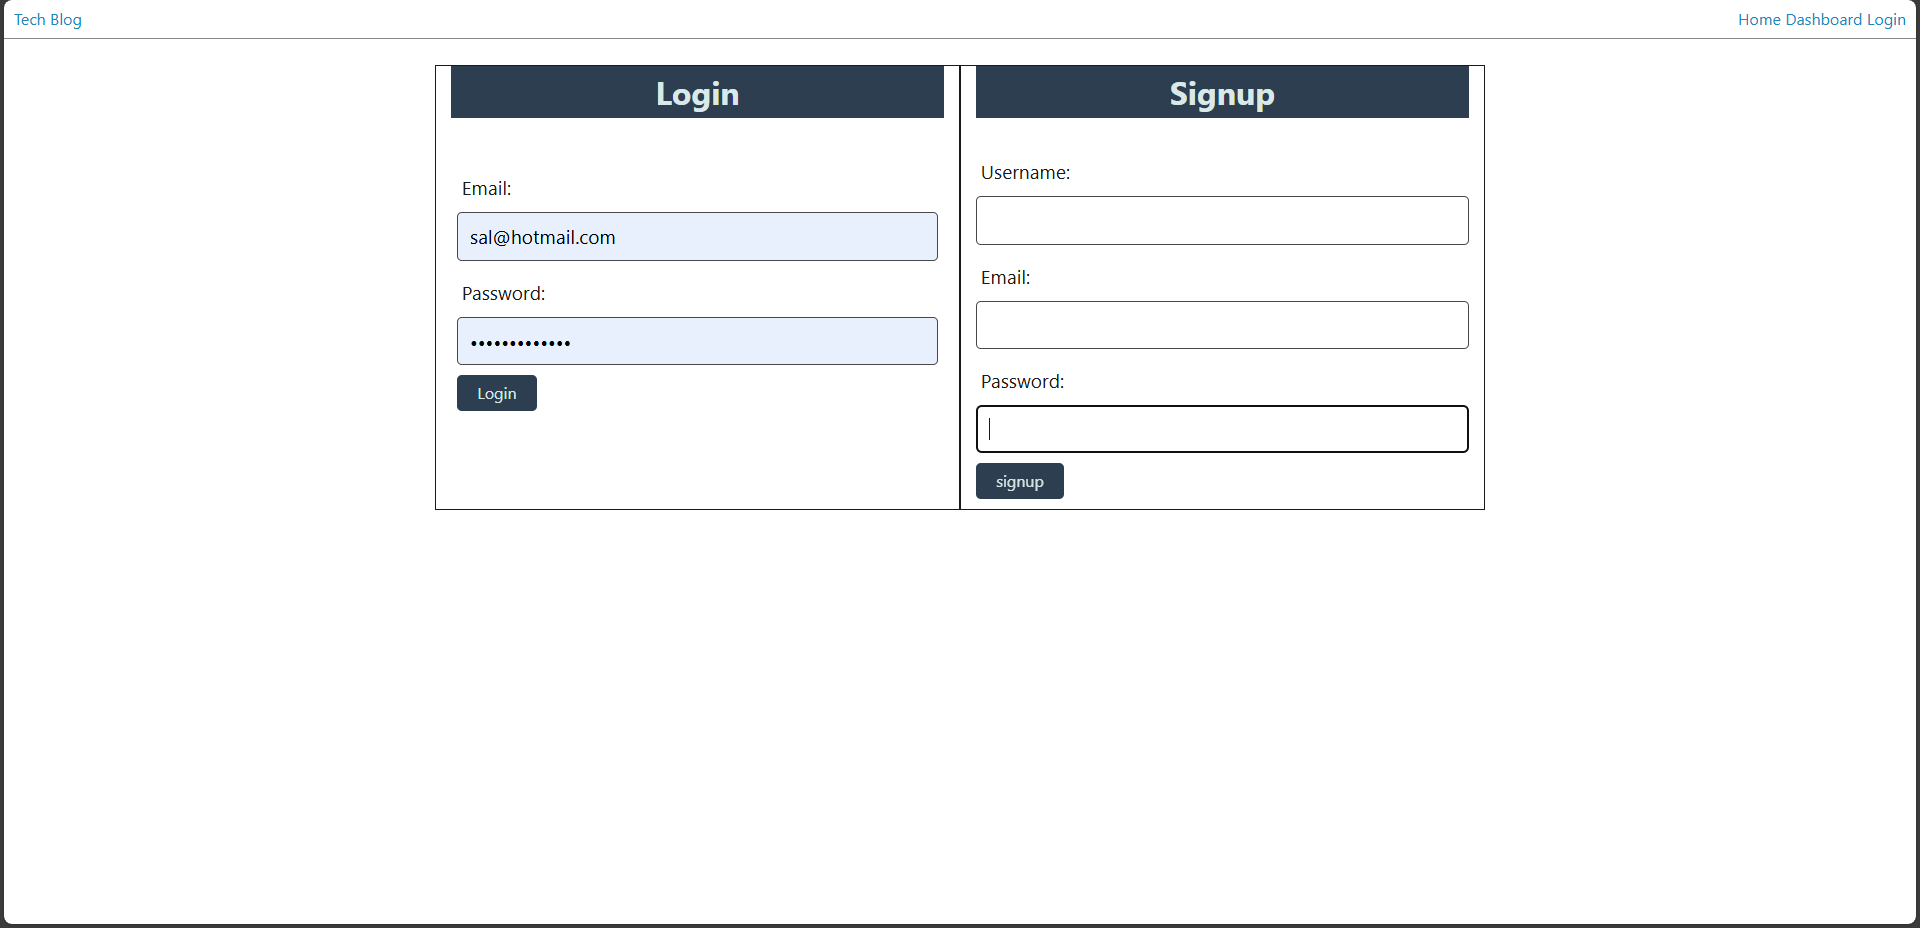 Tech Blog
Home Dashboard Login
Login
Email:
sal@hotmail.com
Password:
•••••••••••••
Login
Signup
Username:
Email:
Password:
signup